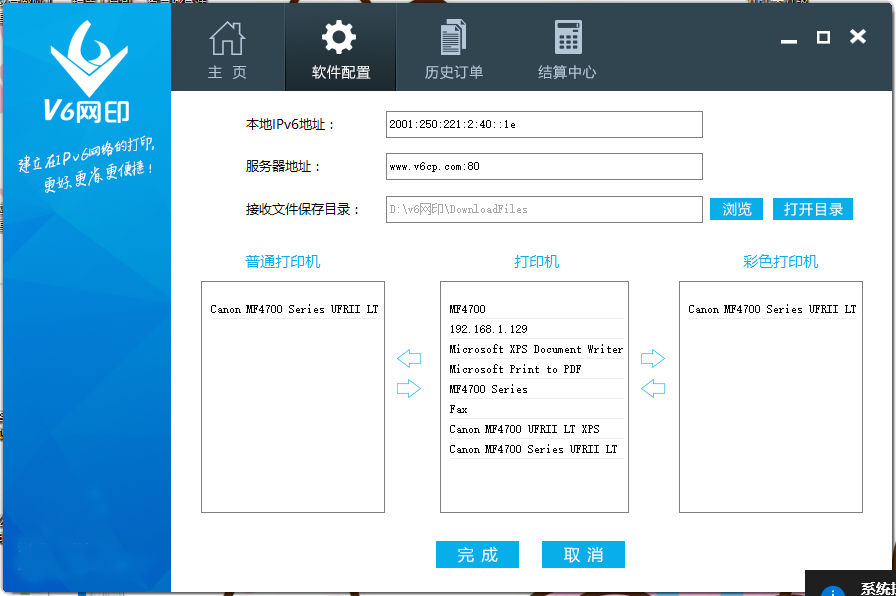 主 页
软件配置
历史订单
结算中心
V6网印
建立在IPv6网络的打印,
更好.更省.更便捷！
本地IPv6地址：
2001:250:221:2:40::1e
服务器地址：
www.v6cp.com:80
接收文件保存目录：
D:\v6网印\DownloadFiles
浏览
打开目录
普通打印机
打印机
彩色打印机
Canon MF4700 Series UFRII LT
MF4700
192.168.1.129
Microsoft XPS Document Writer
Microsoft Print to PDF
MF4700 Series
Fax
Canon MF4700 UFRII LT XPS
Canon MF4700 Series UFRII LT
Canon MF4700 Series UFRII LT
完 成
取 消
系统